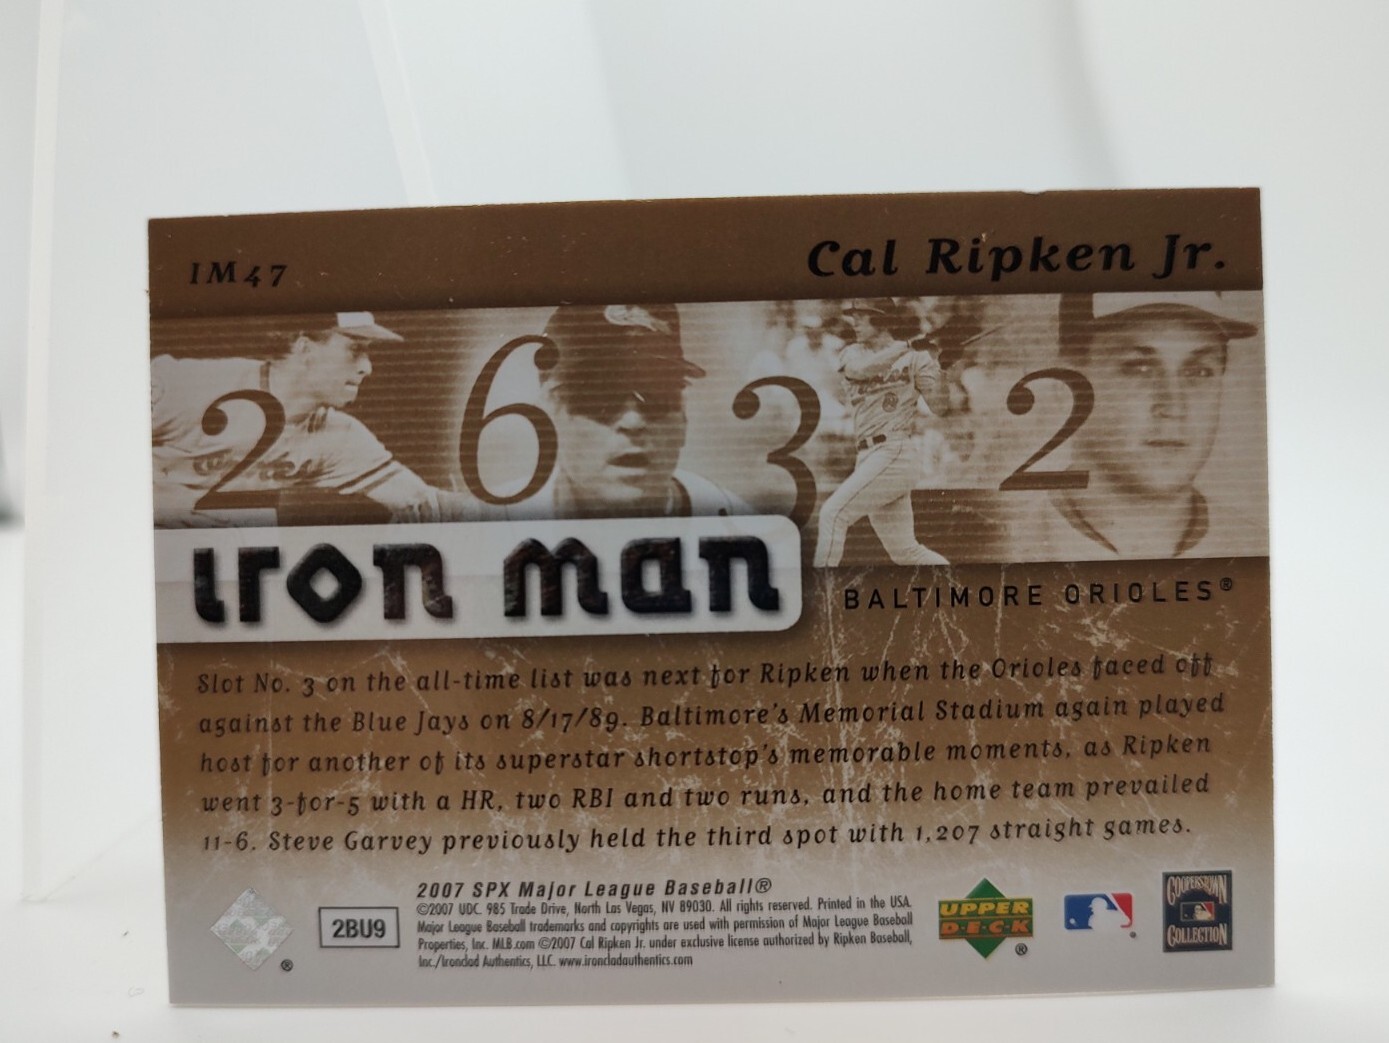 IM47
Cal Ripken Jr.
2 6 3 2
iron man
BALTIMORE ORIOLES®
Slot No. 3 on the all-time list was next for Ripken when the Orioles faced off
against the Blue Jays on 8/17/89. Baltimore's Memorial Stadium again played
host for another of its superstar shortstop's memorable moments, as Ripken
went 3-for-5 with a HR, two RBI and two runs, and the home team prevailed
11-6. Steve Garvey previously held the third spot with 1,207 straight games.
2007 SPX Major League Baseball®
©2007 UDC. 985 Trade Drive, North Las Vegas, NV 89030. All rights reserved. Printed in the USA.
Major League Baseball trademarks and copyrights are used with permission of Major League Baseball
Properties, Inc. MLB.com ©2007 Cal Ripken Jr. under exclusive license authorized by Ripken Baseball,
Inc./Ironclad Authentics, LLC. www.ironcladauthentics.com
®
2BU9
UPPER
DECK
®
COOPERSTOWN
COLLECTION